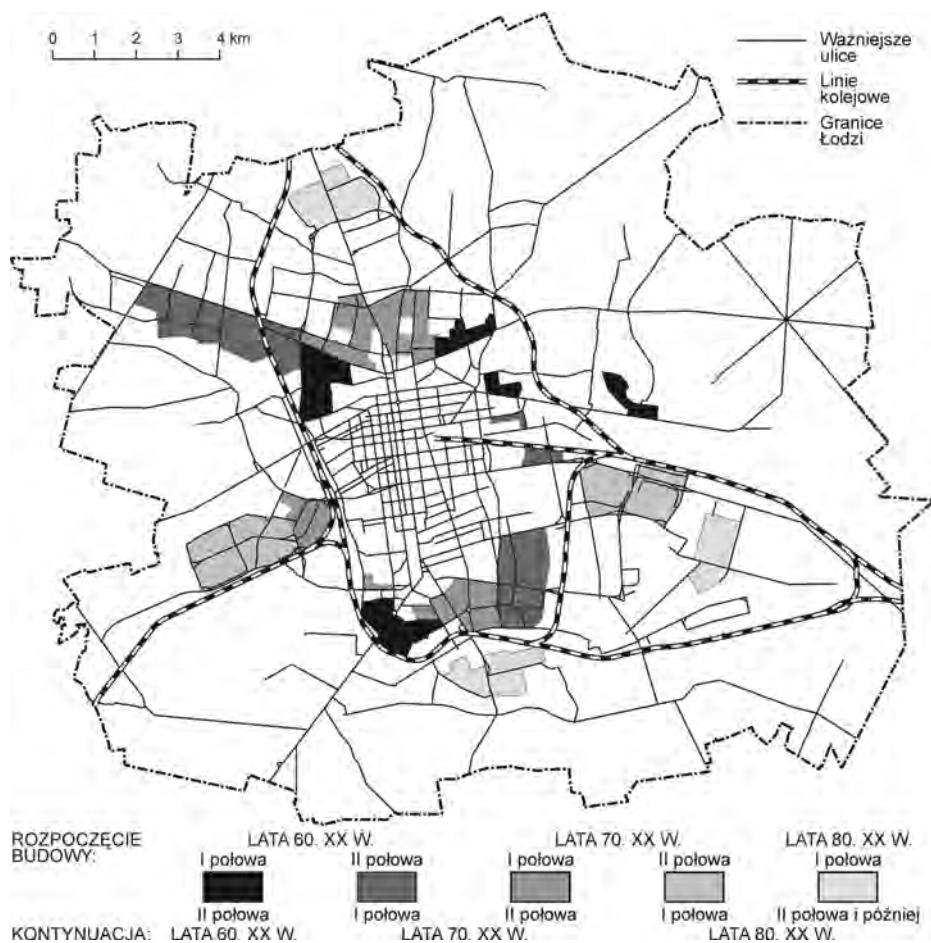 0 1 2 3 4 km
Ważniejsze
ulice
Linie
kolejowe
Granice
Łodzi
ROZPOCZĘCIE
BUDOWY:
LATA 60. XX W. LATA 70. XX W. LATA 80. XX W.
I połowa II połowa I połowa II połowa I połowa
II połowa I połowa II połowa I połowa II połowa i później
KONTYNUACJA: LATA 60. XX W. LATA 70. XX W. LATA 80. XX W.